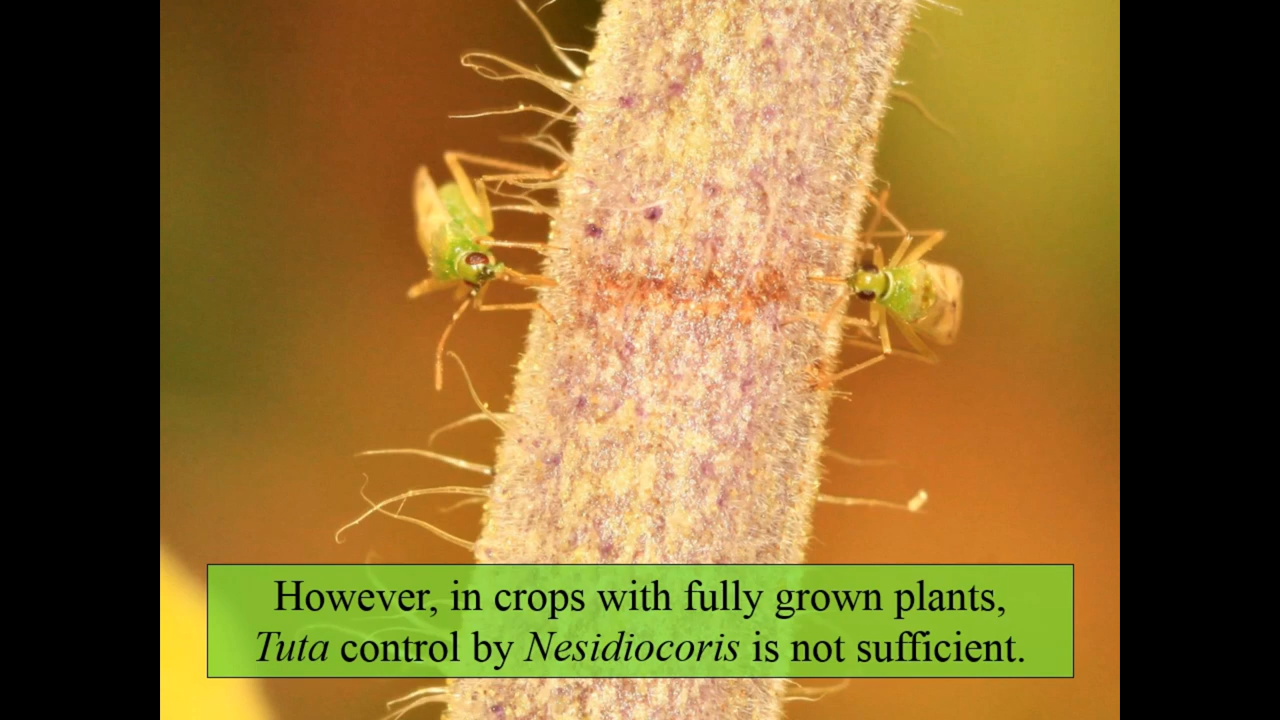 However, in crops with fully grown plants,
Tuta control by Nesidiocoris is not sufficient.